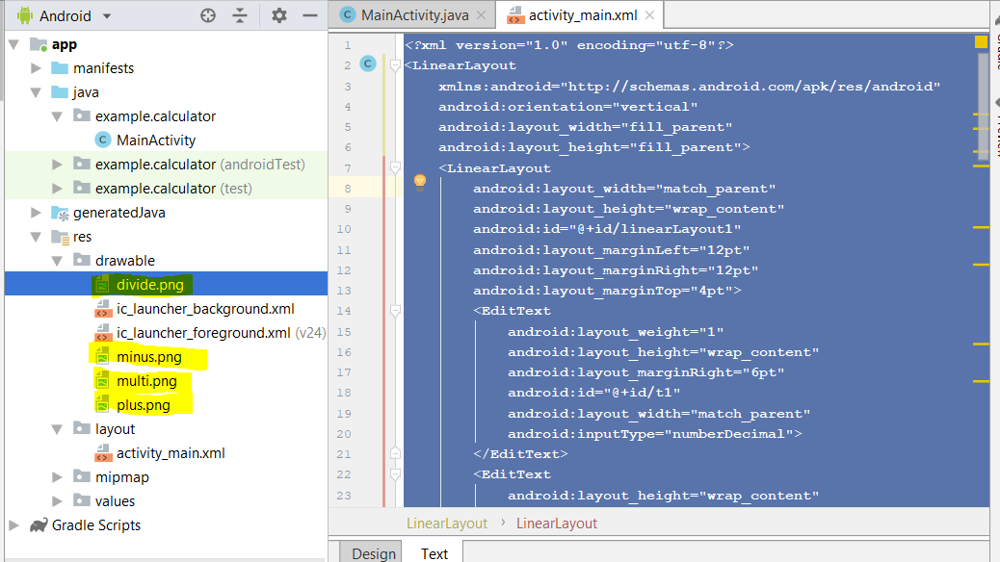 Android
app
manifests
java
example.calculator
MainActivity
example.calculator (androidTest)
example.calculator (test)
generatedJava
res
drawable
divide.png
ic_launcher_background.xml
ic_launcher_foreground.xml (v24)
minus.png
multi.png
plus.png
layout
activity_main.xml
mipmap
values
Gradle Scripts
MainActivity.java
activity_main.xml
1 <?xml version="1.0" encoding="utf-8"?>
2 <LinearLayout
3 xmlns:android="http://schemas.android.com/apk/res/android"
4 android:orientation="vertical"
5 android:layout_width="fill_parent"
6 android:layout_height="fill_parent">
7 <LinearLayout
8 android:layout_width="match_parent"
9 android:layout_height="wrap_content"
10 android:id="@+id/linearLayout1"
11 android:layout_marginLeft="12pt"
12 android:layout_marginRight="12pt"
13 android:layout_marginTop="4pt">
14 <EditText
15 android:layout_weight="1"
16 android:layout_height="wrap_content"
17 android:layout_marginRight="6pt"
18 android:id="@+id/t1"
19 android:layout_width="match_parent"
20 android:inputType="numberDecimal">
21 </EditText>
22 <EditText
23 android:layout_height="wrap_content"
LinearLayout › LinearLayout
Design Text